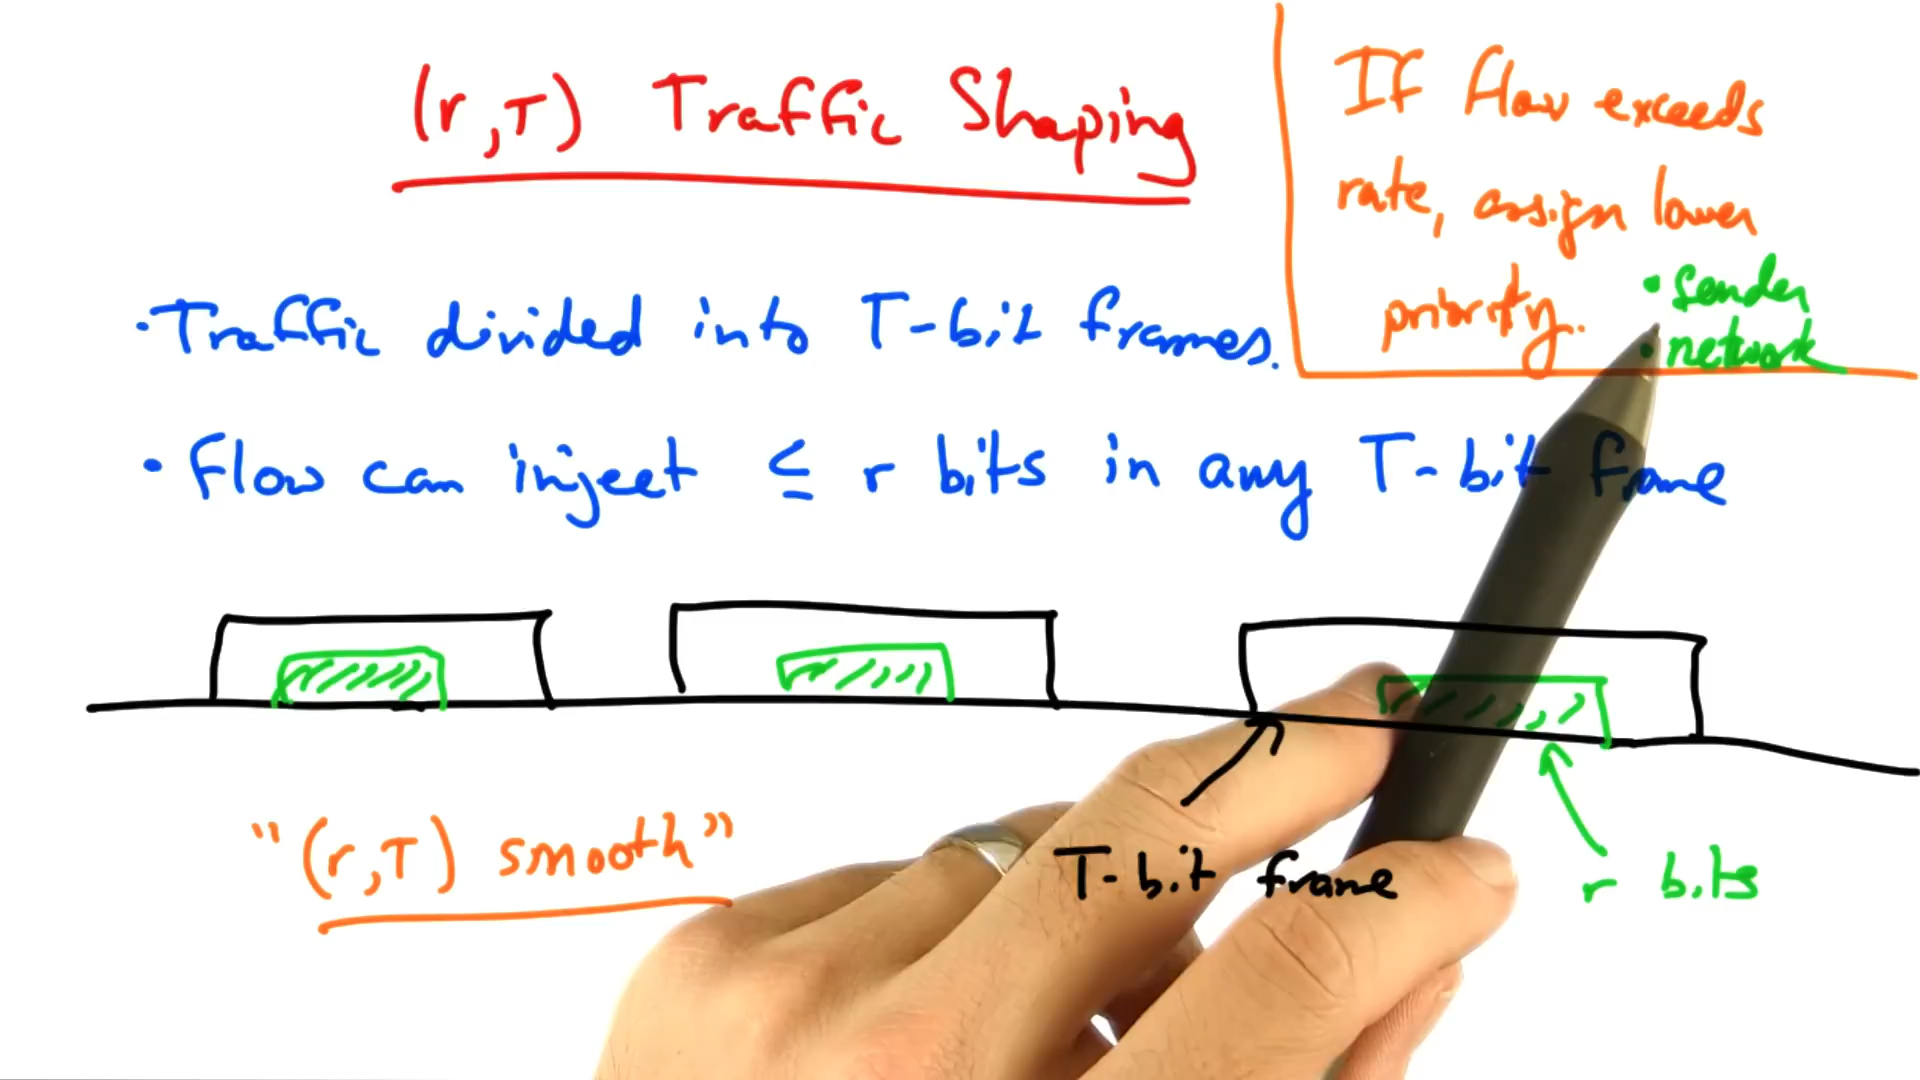 (r,T) Traffic Shaping
If flow exceeds
rate, assign lower
priority.
• sender
• network
• Traffic divided into T-bit frames.
• Flow can inject ≤ r bits in any T-bit frame
"(r,T) smooth"
T-bit frame
r bits